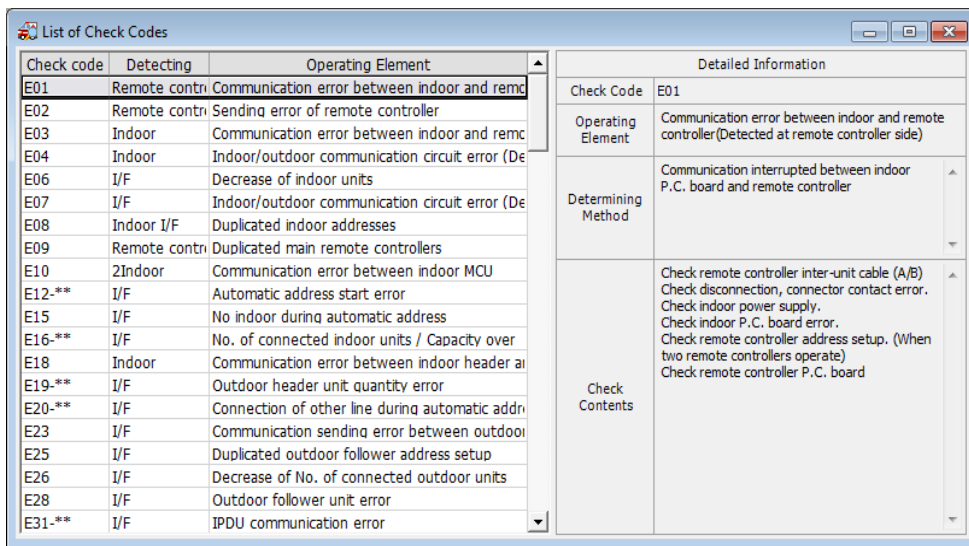 List of Check Codes
Check code Detecting Operating Element
E01 Remote contr Communication error between indoor and remo
E02 Remote contr Sending error of remote controller
E03 Indoor Communication error between indoor and remo
E04 Indoor Indoor/outdoor communication circuit error (De
E06 I/F Decrease of indoor units
E07 I/F Indoor/outdoor communication circuit error (De
E08 Indoor I/F Duplicated indoor addresses
E09 Remote contr Duplicated main remote controllers
E10 2Indoor Communication error between indoor MCU
E12-** I/F Automatic address start error
E15 I/F No indoor during automatic address
E16-** I/F No. of connected indoor units / Capacity over
E18 Indoor Communication error between indoor header a
E19-** I/F Outdoor header unit quantity error
E20-** I/F Connection of other line during automatic addr
E23 I/F Communication sending error between outdoor
E25 I/F Duplicated outdoor follower address setup
E26 I/F Decrease of No. of connected outdoor units
E28 I/F Outdoor follower unit error
E31-** I/F IPDU communication error
Detailed Information
Check Code E01
Operating Element
Communication error between indoor and remote
controller(Detected at remote controller side)
Determining Method
Communication interrupted between indoor
P.C. board and remote controller
Check Contents
Check remote controller inter-unit cable (A/B)
Check disconnection, connector contact error.
Check indoor power supply.
Check indoor P.C. board error.
Check remote controller address setup. (When
two remote controllers operate)
Check remote controller P.C. board